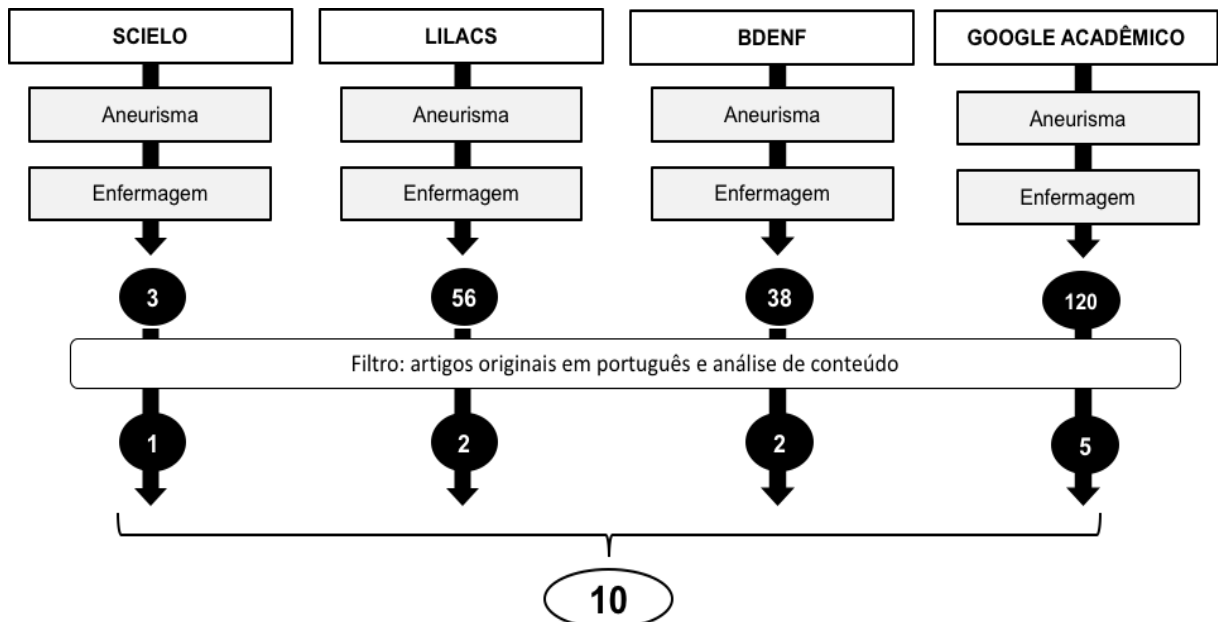 SCIELO
LILACS
BDENF
GOOGLE ACADÊMICO
Aneurisma
Aneurisma
Aneurisma
Aneurisma
Enfermagem
Enfermagem
Enfermagem
Enfermagem
3
56
38
120
Filtro: artigos originais em português e análise de conteúdo
1
2
2
5
10